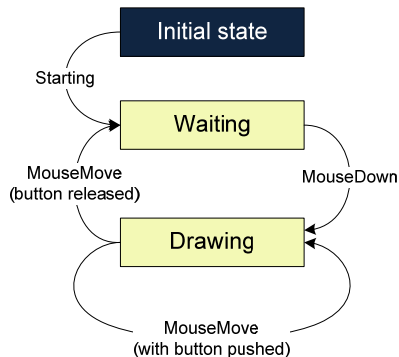 Initial state
Starting
Waiting
MouseMove
(button released)
MouseDown
Drawing
MouseMove
(with button pushed)